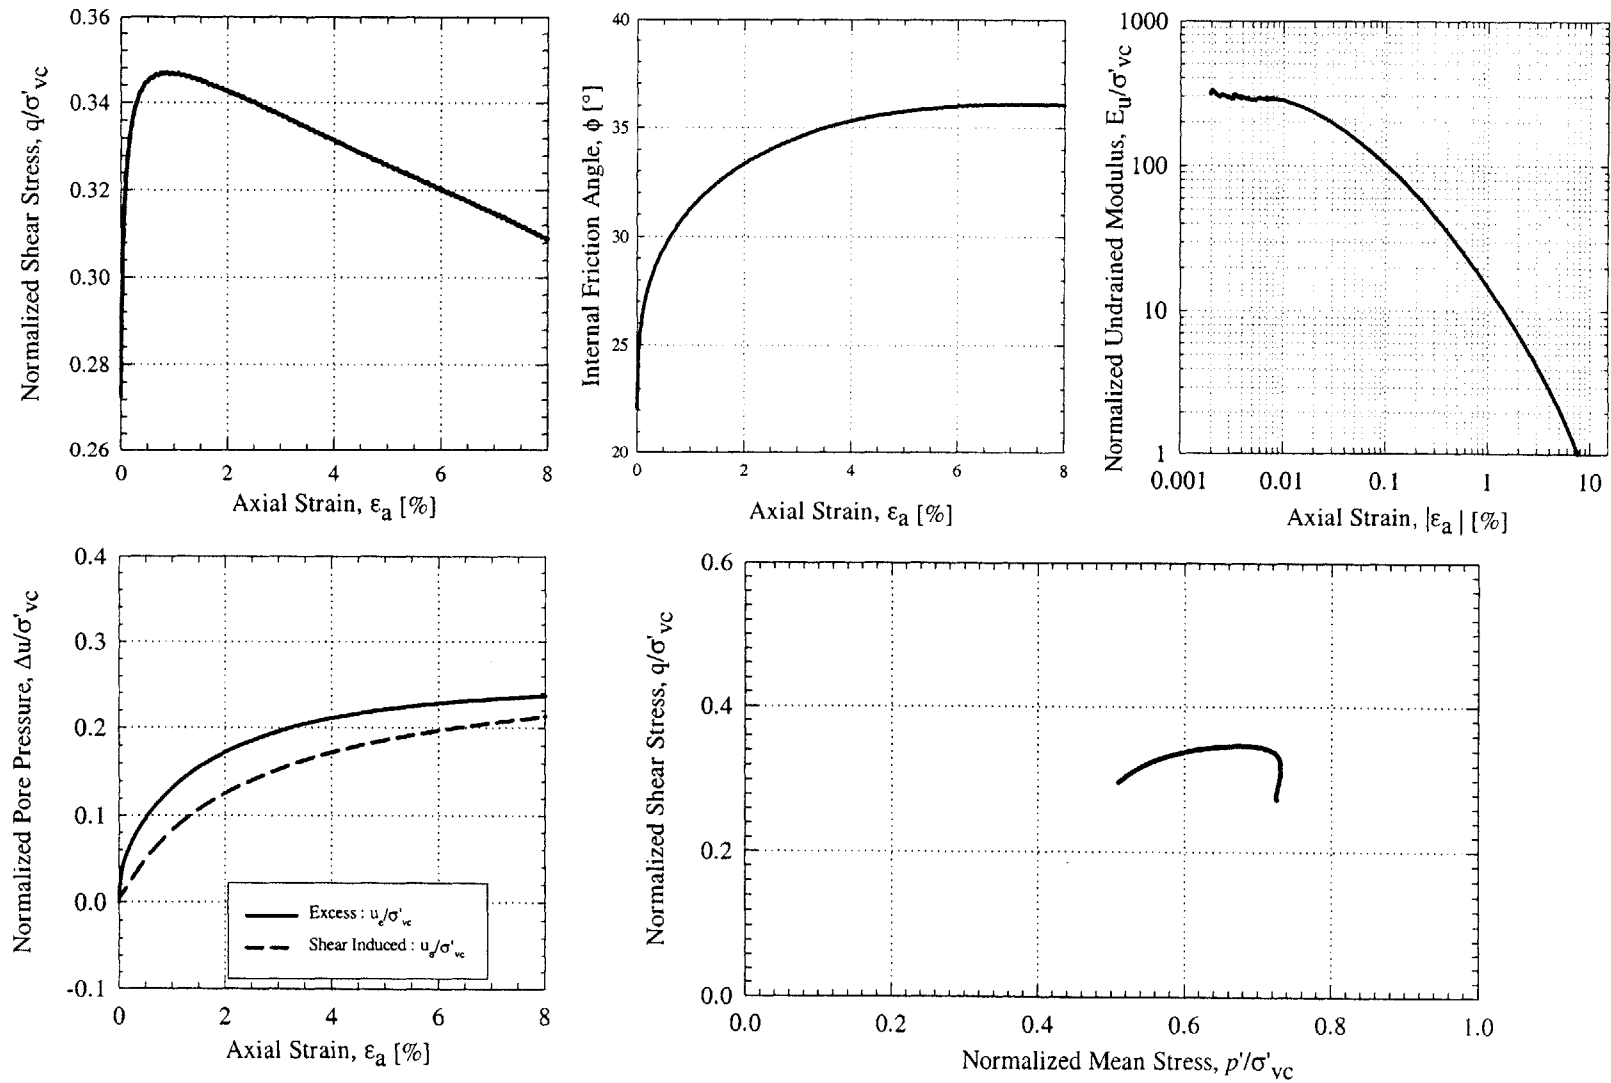 Normalized Shear Stress, q/σ'vc
0.36
0.34
0.32
0.30
0.28
0.26
0 2 4 6 8
Axial Strain, εa [%]
Internal Friction Angle, ϕ [°]
40
35
30
25
20
0 2 4 6 8
Axial Strain, εa [%]
Normalized Undrained Modulus, Eu/σ'vc
1000
100
10
1
0.001 0.01 0.1 1 10
Axial Strain, |εa| [%]
Normalized Pore Pressure, Δu/σ'vc
0.4
0.3
0.2
0.1
0.0
-0.1
Excess : ue/σ'vc
Shear Induced : us/σ'vc
0 2 4 6 8
Axial Strain, εa [%]
Normalized Shear Stress, q/σ'vc
0.6
0.4
0.2
0.0
0.0 0.2 0.4 0.6 0.8 1.0
Normalized Mean Stress, p'/σ'vc